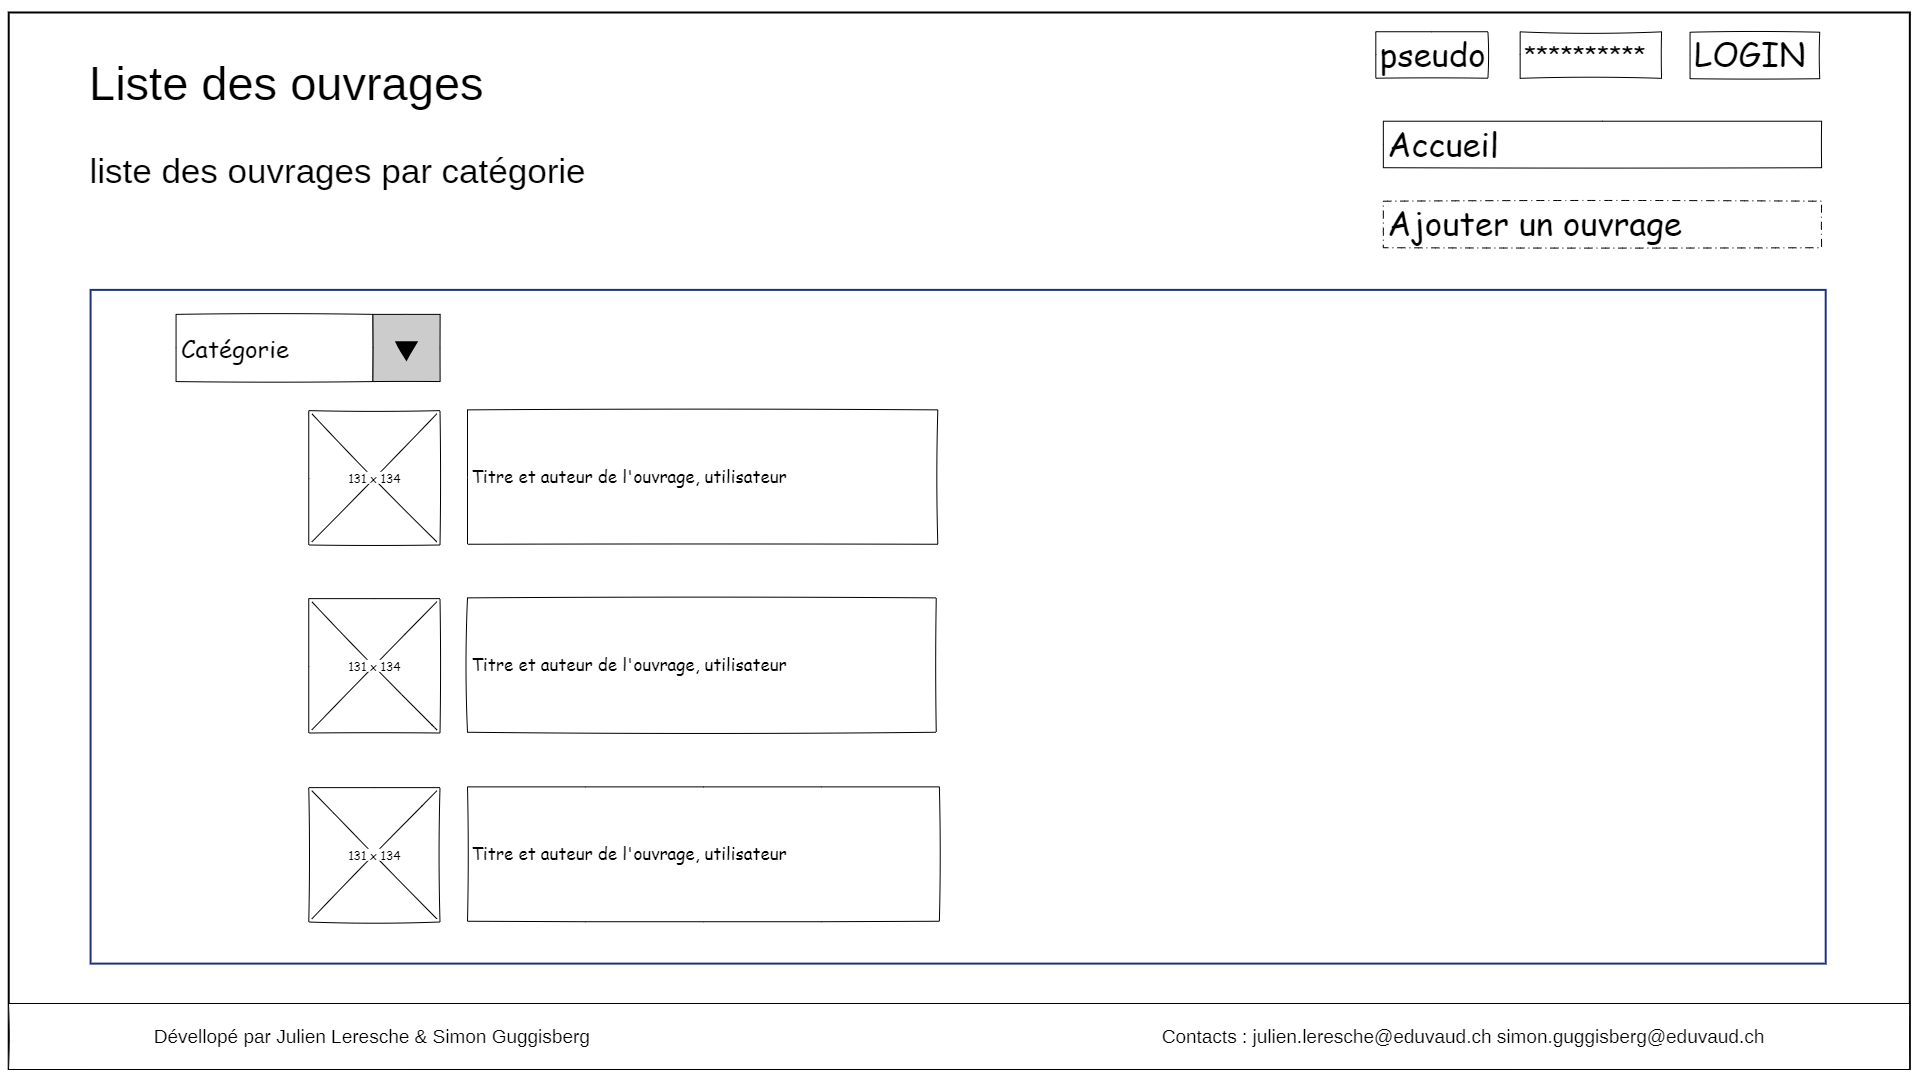 pseudo
**********
LOGIN
Liste des ouvrages
Accueil
liste des ouvrages par catégorie
Ajouter un ouvrage
Catégorie
131 x 134
Titre et auteur de l'ouvrage, utilisateur
131 x 134
Titre et auteur de l'ouvrage, utilisateur
131 x 134
Titre et auteur de l'ouvrage, utilisateur
Dévellopé par Julien Leresche & Simon Guggisberg
Contacts : julien.leresche@eduvaud.ch simon.guggisberg@eduvaud.ch